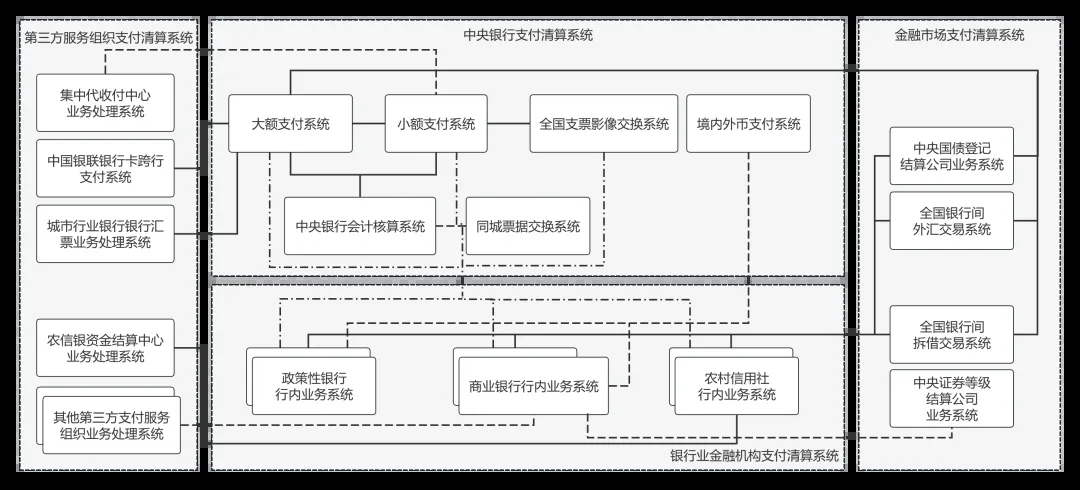 第三方服务组织支付清算系统
集中代收付中心
业务处理系统
中国银联银行卡跨行
支付系统
城市行业银行银行汇
票业务处理系统
农信银资金结算中心
业务处理系统
其他第三方支付服务
组织业务处理系统
中央银行支付清算系统
大额支付系统
小额支付系统
全国支票影像交换系统
境内外币支付系统
中央银行会计核算系统
同城票据交换系统
政策性银行
行内业务系统
商业银行行内业务系统
农村信用社
行内业务系统
银行业金融机构支付清算系统
金融市场支付清算系统
中央国债登记
结算公司业务系统
全国银行间
外汇交易系统
全国银行间
拆借交易系统
中央证券等级
结算公司
业务系统